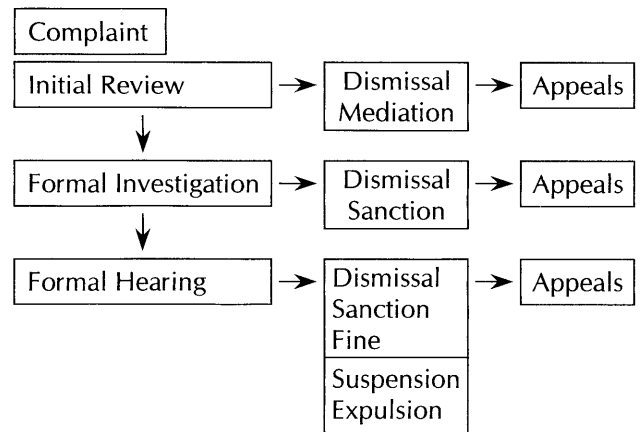 Complaint
Initial Review
Dismissal
Mediation
Appeals
Formal Investigation
Dismissal
Sanction
Appeals
Formal Hearing
Dismissal
Sanction
Fine
Suspension
Expulsion
Appeals